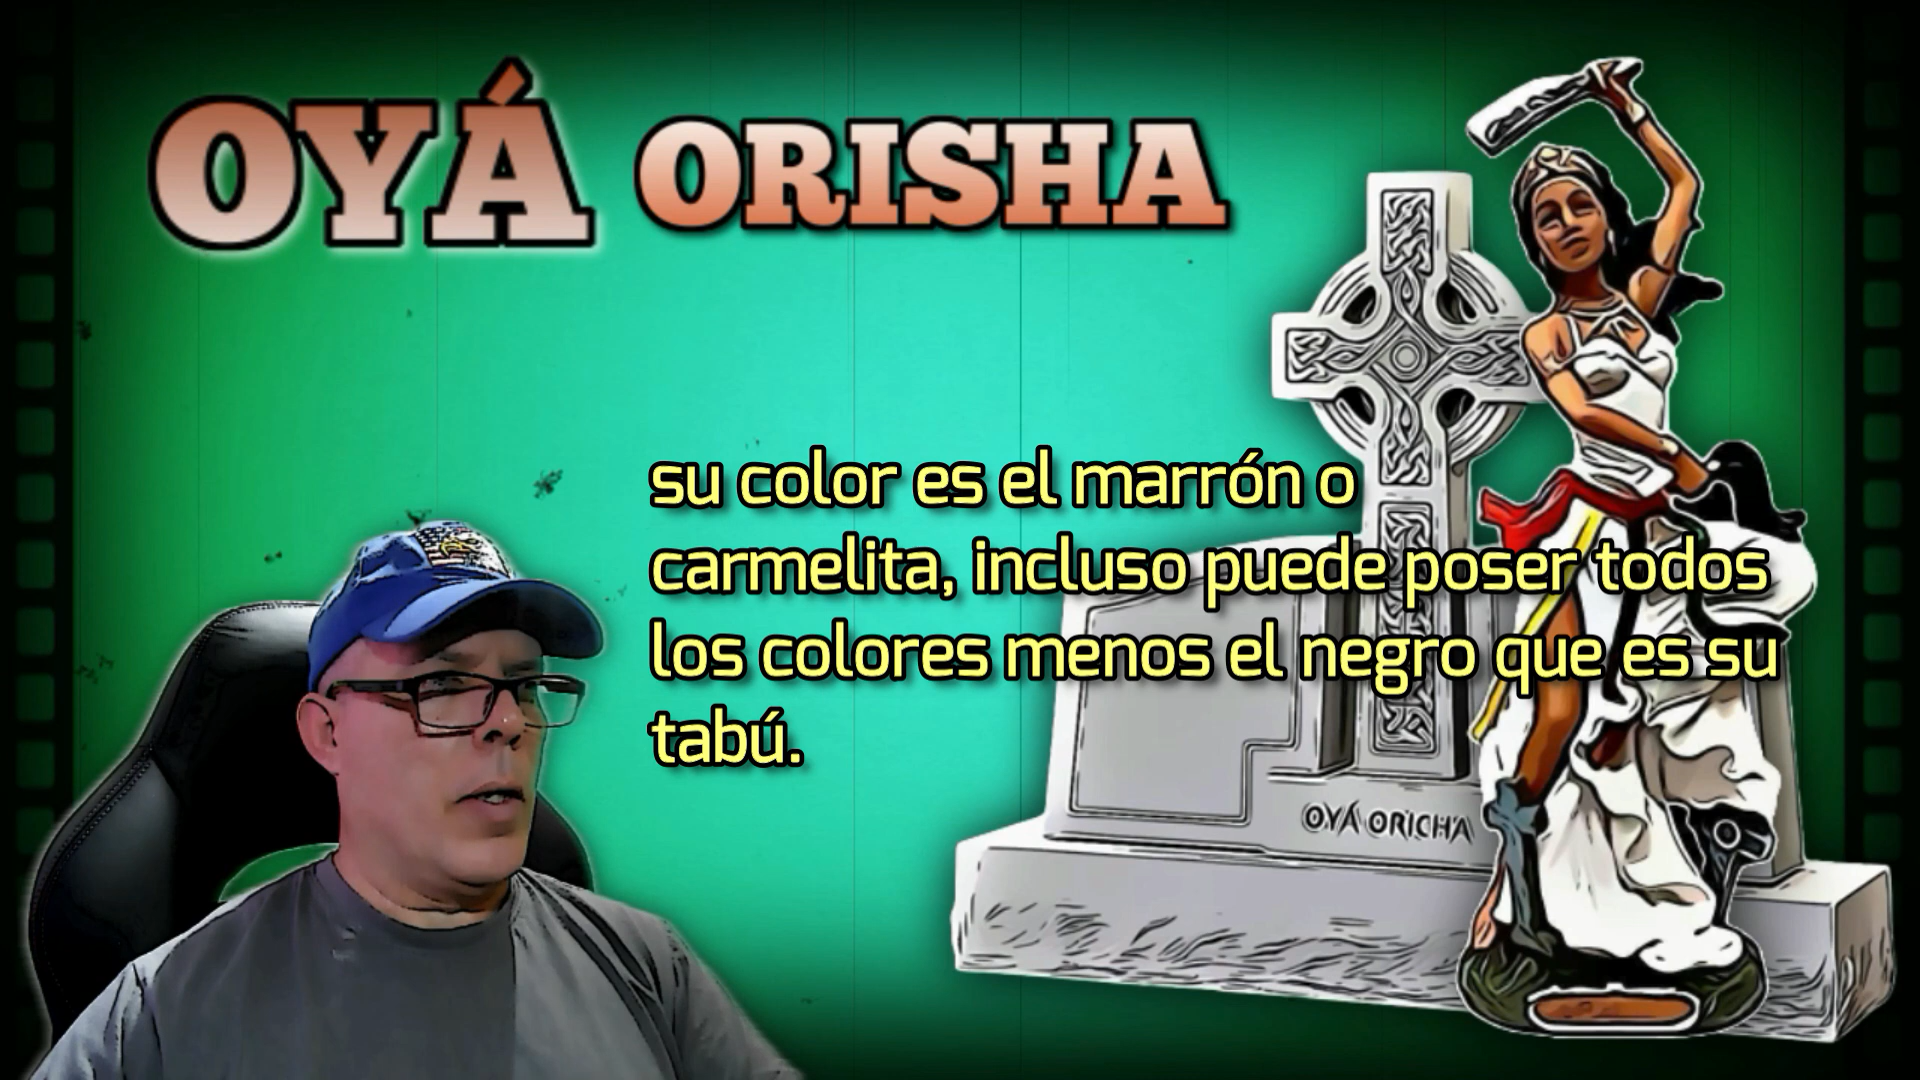 OYÁ ORISHA
su color es el marrón o
carmelita, incluso puede poser todos
los colores menos el negro que es su
tabú.
OYÁ ORICHA